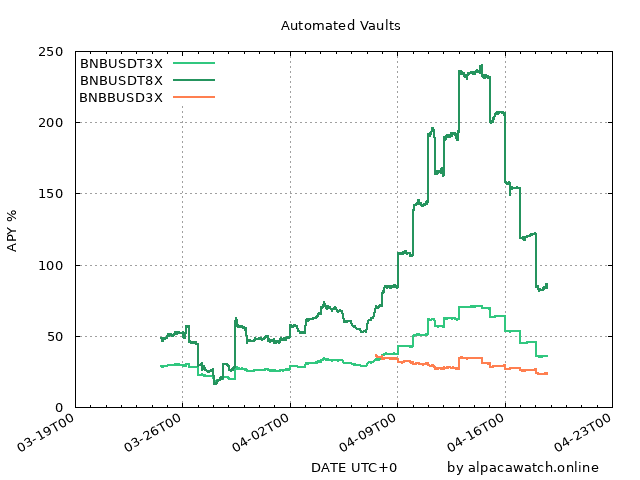 Automated Vaults
BNBUSDT3X
BNBUSDT8X
BNBBUSD3X
250
200
150
100
50
0
APY %
03-19T00
03-26T00
04-02T00
04-09T00
04-16T00
04-23T00
DATE UTC+0
by alpacawatch.online